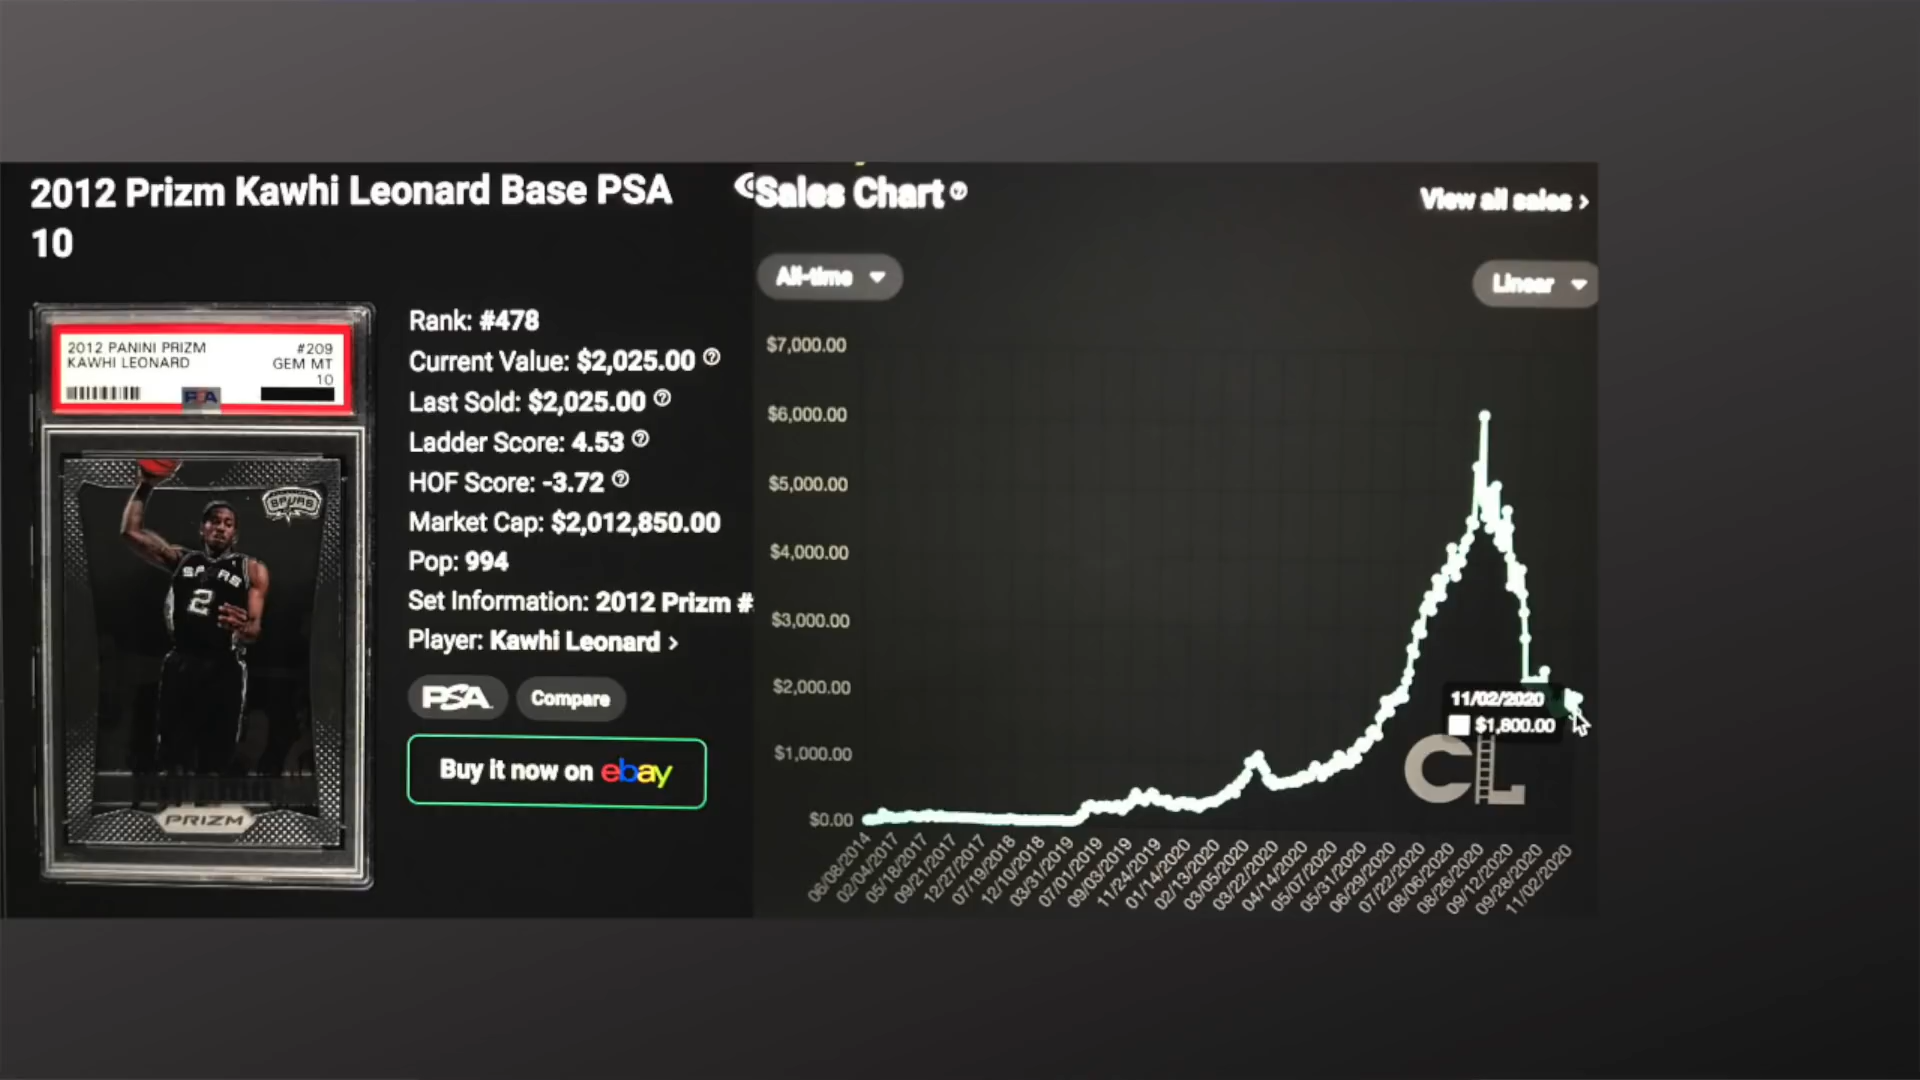 2012 Prizm Kawhi Leonard Base PSA
10
2012 PANINI PRIZM #209
KAWHI LEONARD GEM MT
10
PSA
SPURS
SPURS
2
PRIZM
Rank: #478
Current Value: $2,025.00
Last Sold: $2,025.00
Ladder Score: 4.53
HOF Score: -3.72
Market Cap: $2,012,850.00
Pop: 994
Set Information: 2012 Prizm #
Player: Kawhi Leonard >
PSA Compare
Buy it now on ebay
Sales Chart
View all sales >
All-time
Linear
$7,000.00
$6,000.00
$5,000.00
$4,000.00
$3,000.00
$2,000.00
$1,000.00
$0.00
11/02/2020
$1,800.00
CL
06/08/2014
02/04/2017
05/18/2017
09/21/2017
12/27/2017
07/19/2018
12/10/2018
03/31/2019
07/01/2019
09/03/2019
11/24/2019
01/14/2020
02/13/2020
03/05/2020
03/22/2020
04/14/2020
05/07/2020
05/31/2020
06/29/2020
07/22/2020
08/06/2020
08/26/2020
09/12/2020
09/28/2020
11/02/2020